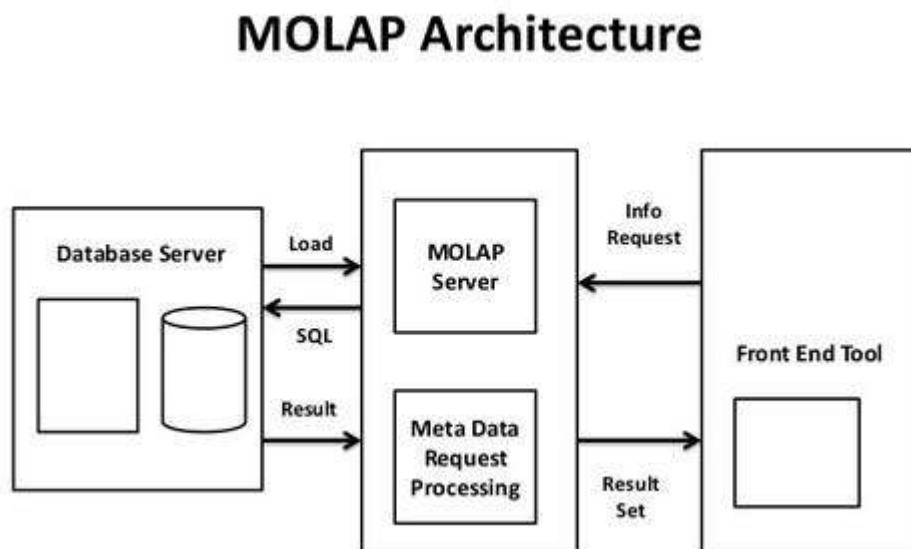 MOLAP Architecture
Database Server
Load
SQL
Result
MOLAP
Server
Meta Data
Request
Processing
Info
Request
Result
Set
Front End Tool